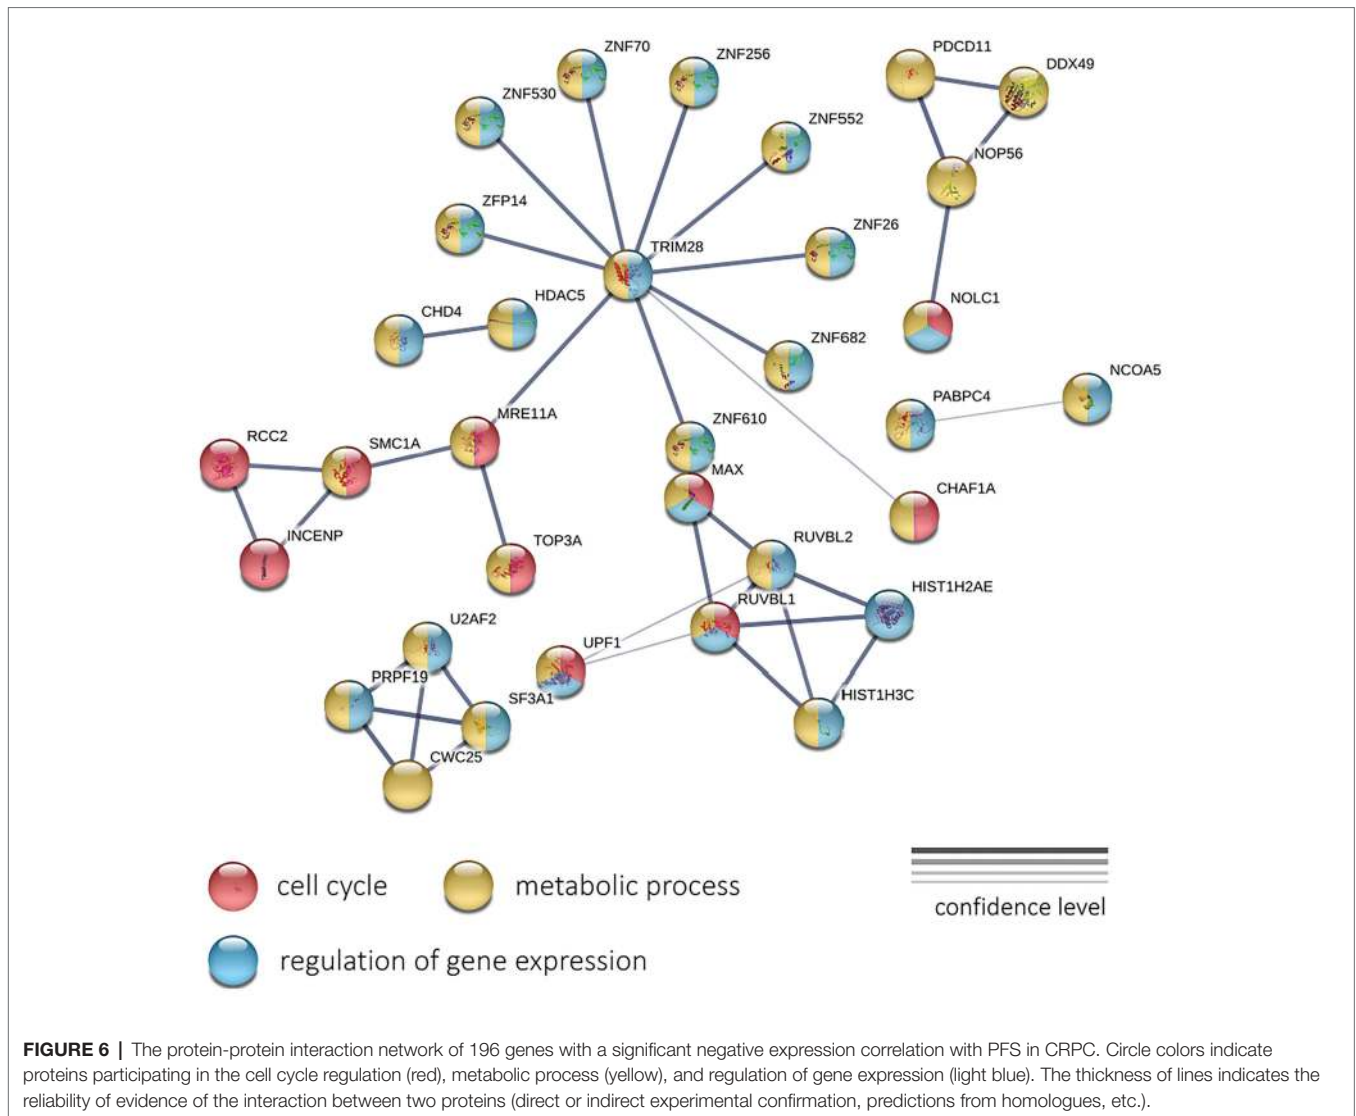 ZNF70
ZNF256
PDCD11
DDX49
ZNF530
ZNF552
NOP56
ZFP14
ZNF26
TRIM28
HDAC5
NOLC1
CHD4
ZNF682
NCOA5
PABPC4
MRE11A
ZNF610
RCC2
SMC1A
MAX
CHAF1A
INCENP
TOP3A
RUVBL2
HIST1H2AE
RUVBL1
U2AF2
UPF1
PRPF19
SF3A1
HIST1H3C
CWC25
cell cycle
metabolic process
confidence level
regulation of gene expression
FIGURE 6 | The protein-protein interaction network of 196 genes with a significant negative expression correlation with PFS in CRPC. Circle colors indicate
proteins participating in the cell cycle regulation (red), metabolic process (yellow), and regulation of gene expression (light blue). The thickness of lines indicates the
reliability of evidence of the interaction between two proteins (direct or indirect experimental confirmation, predictions from homologues, etc.).